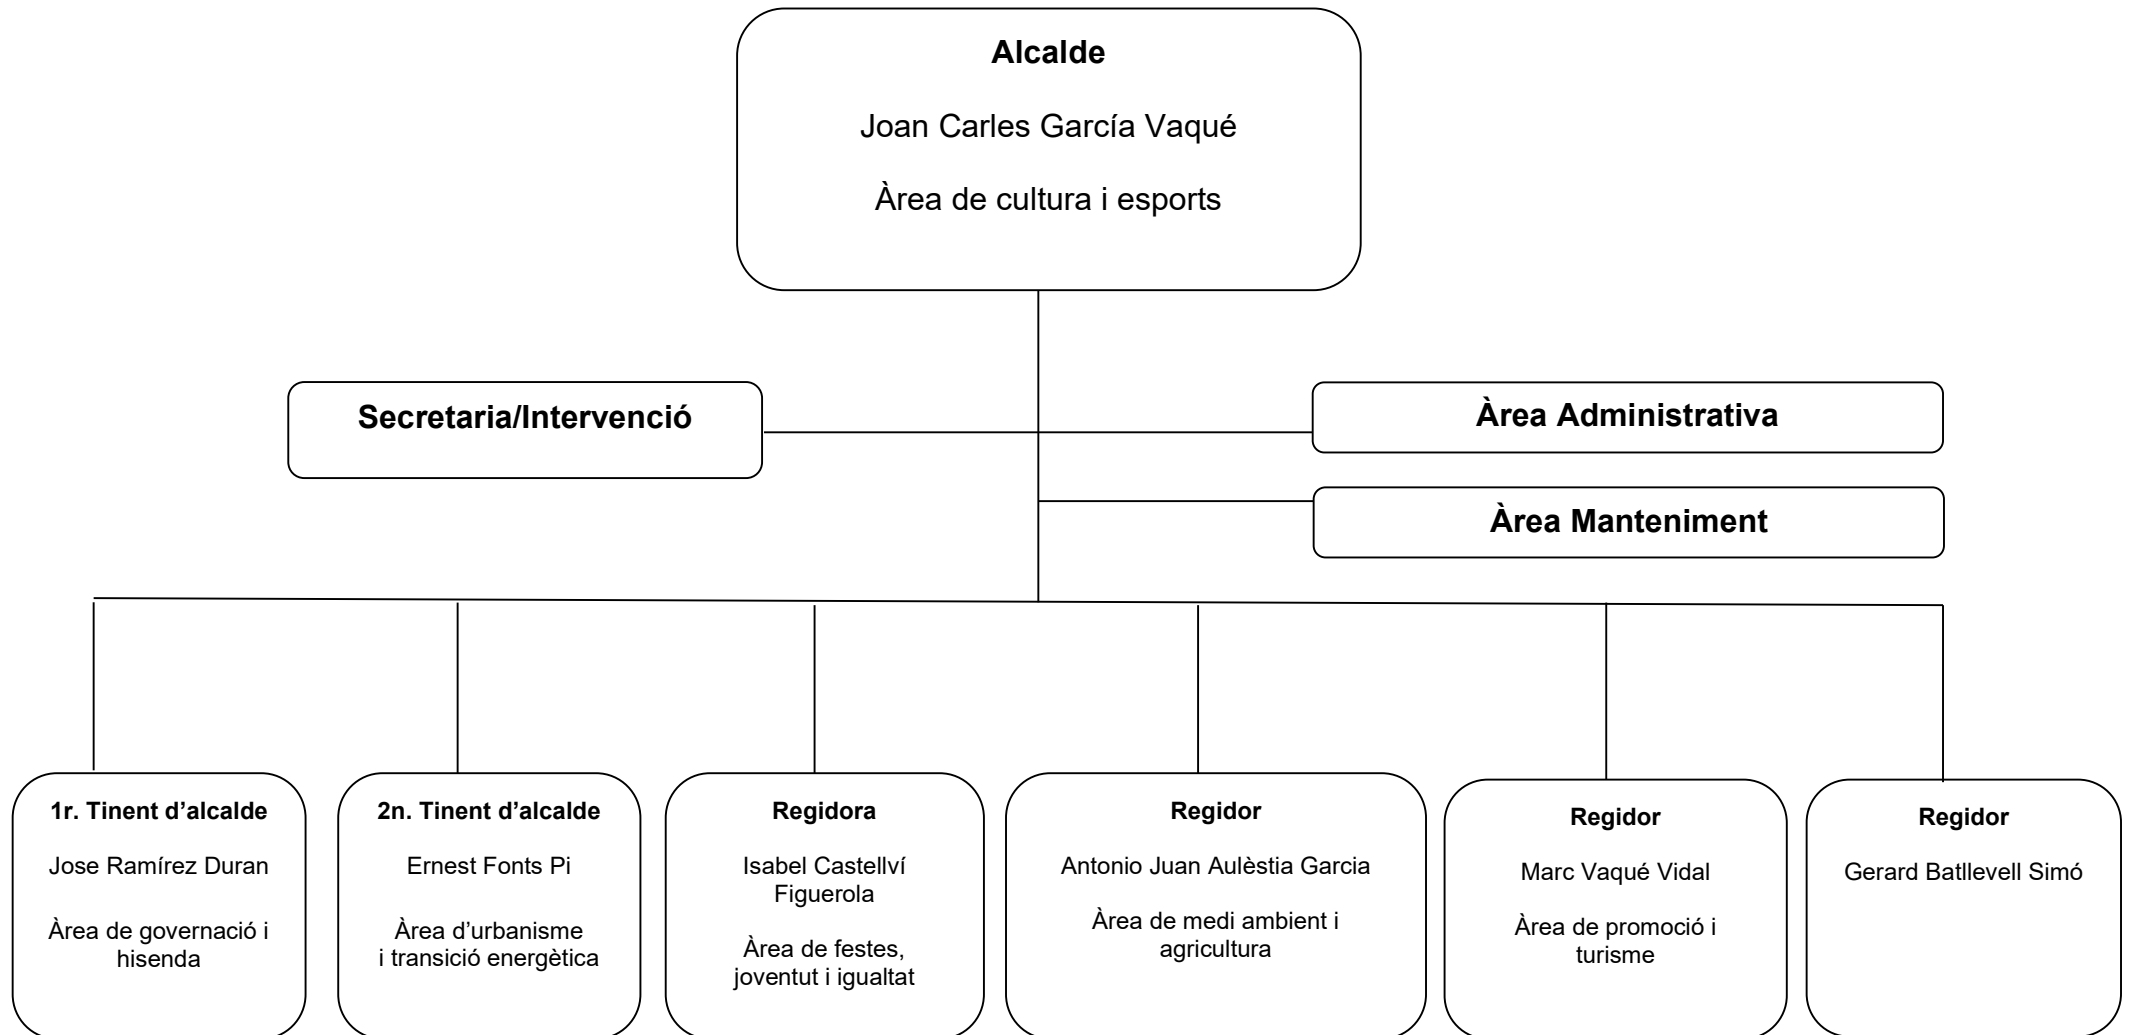 Alcalde
Joan Carles García Vaqué
Àrea de cultura i esports
Secretaria/Intervenció
Àrea Administrativa
Àrea Manteniment
1r. Tinent d’alcalde
Jose Ramírez Duran
Àrea de governació i
hisenda
2n. Tinent d’alcalde
Ernest Fonts Pi
Àrea d’urbanisme
i transició energètica
Regidora
Isabel Castellví
Figuerola
Àrea de festes,
joventut i igualtat
Regidor
Antonio Juan Aulèstia Garcia
Àrea de medi ambient i
agricultura
Regidor
Marc Vaqué Vidal
Àrea de promoció i
turisme
Regidor
Gerard Batllevell Simó